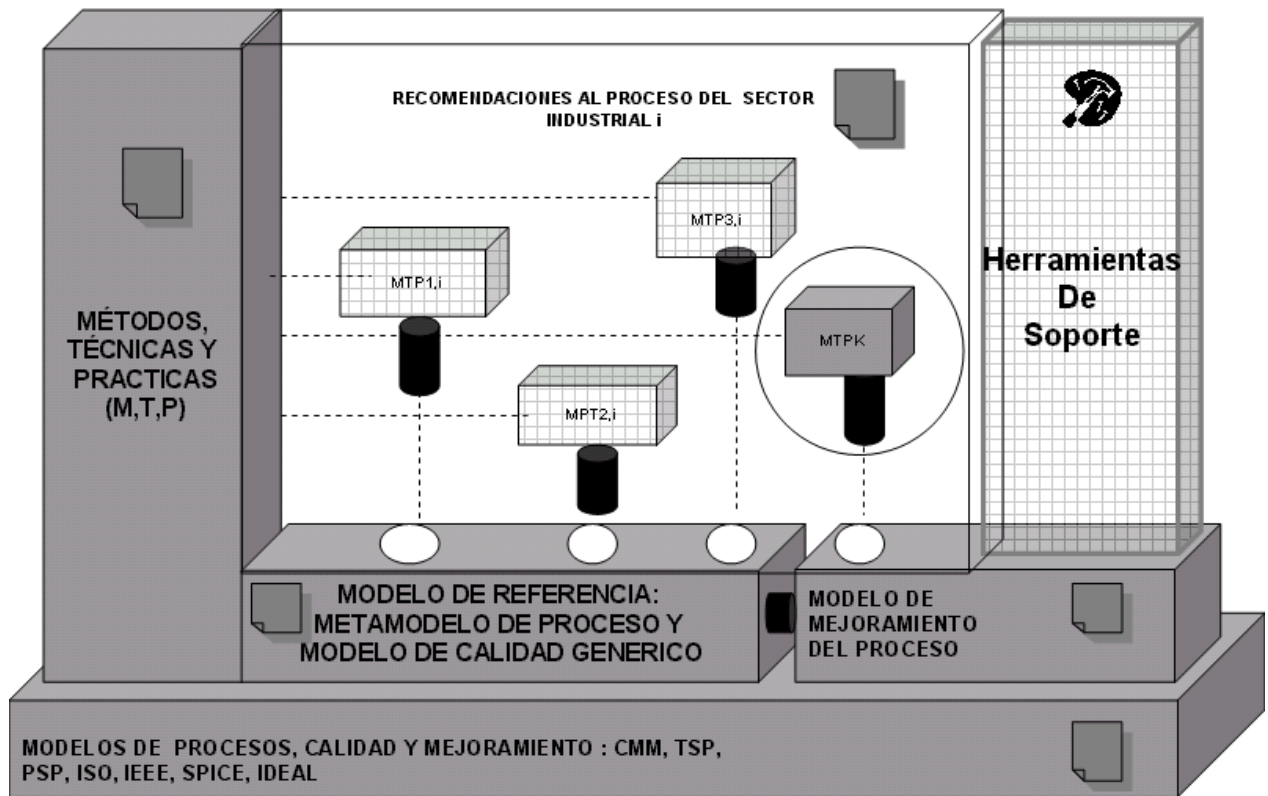 RECOMENDACIONES AL PROCESO DEL SECTOR
INDUSTRIAL i
MTP3,i
MTP1,i
MTPK
MPT2,i
MÉTODOS,
TÉCNICAS Y
PRACTICAS
(M,T,P)
Herramientas
De
Soporte
MODELO DE REFERENCIA:
METAMODELO DE PROCESO Y
MODELO DE CALIDAD GENERICO
MODELO DE
MEJORAMIENTO
DEL PROCESO
MODELOS DE PROCESOS, CALIDAD Y MEJORAMIENTO : CMM, TSP,
PSP, ISO, IEEE, SPICE, IDEAL